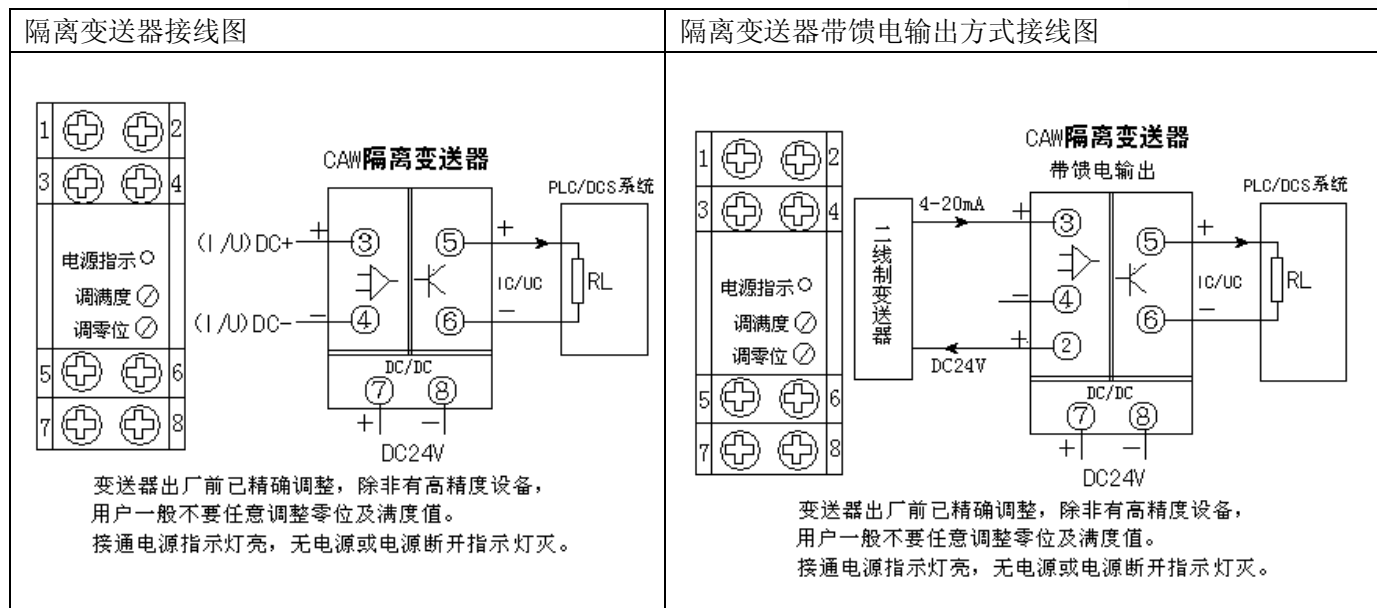 隔离变送器接线图
1
2
3
4
电源指示
调满度
调零位
5
6
7
8
CAW隔离变送器
(I/U)DC+
+
③
(I/U)DC-
−
④
⑤
+
IC/UC
⑥
−
PLC/DCS系统
RL
DC/DC
⑦
⑧
+
−
DC24V
变送器出厂前已精确调整，除非有高精度设备，
用户一般不要任意调整零位及满度值。
接通电源指示灯亮，无电源或电源断开指示灯灭。
隔离变送器带馈电输出方式接线图
1
2
3
4
电源指示
调满度
调零位
5
6
7
8
CAW隔离变送器
带馈电输出
二线制变送器
4-20mA
+
③
−
④
+
②
DC24V
⑤
+
IC/UC
⑥
−
PLC/DCS系统
RL
DC/DC
⑦
⑧
+
−
DC24V
变送器出厂前已精确调整，除非有高精度设备，
用户一般不要任意调整零位及满度值。
接通电源指示灯亮，无电源或电源断开指示灯灭。